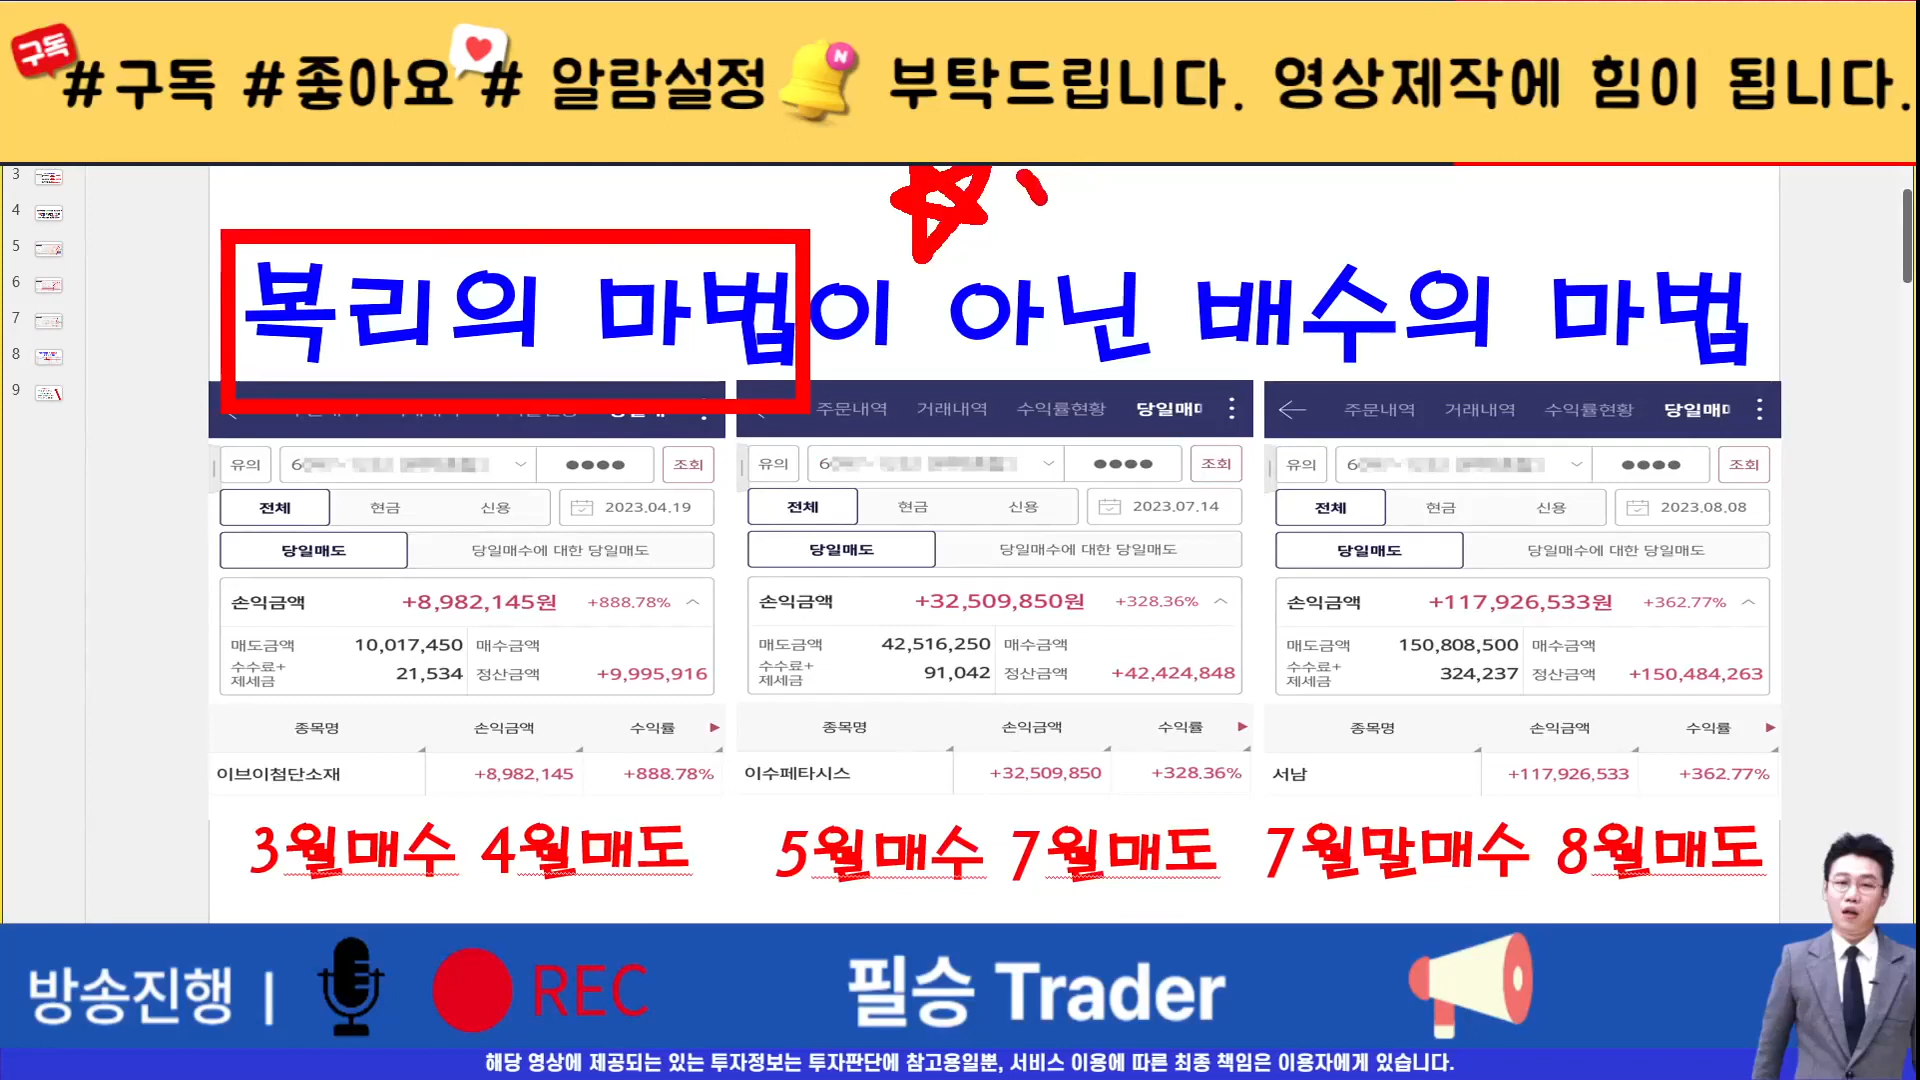 구독
#구독 #좋아요 # 알람설정 N 부탁드립니다. 영상제작에 힘이 됩니다.
3
4
5
6
7
8
9
복리의 마법이 아닌 배수의 마법
당일매
주문내역 거래내역 수익률현황 당일매매
주문내역 거래내역 수익률현황 당일매매
유의 6 ●●●● 조회
전체 현금 신용 2023.04.19
당일매도 당일매수에 대한 당일매도
손익금액 +8,982,145원 +888.78%
매도금액 10,017,450 매수금액
수수료+제세금 21,534 정산금액 +9,995,916
종목명 손익금액 수익률
이브이첨단소재 +8,982,145 +888.78%
유의 6 ●●●● 조회
전체 현금 신용 2023.07.14
당일매도 당일매수에 대한 당일매도
손익금액 +32,509,850원 +328.36%
매도금액 42,516,250 매수금액
수수료+제세금 91,042 정산금액 +42,424,848
종목명 손익금액 수익률
이수페타시스 +32,509,850 +328.36%
유의 6 ●●●● 조회
전체 현금 신용 2023.08.08
당일매도 당일매수에 대한 당일매도
손익금액 +117,926,533원 +362.77%
매도금액 150,808,500 매수금액
수수료+제세금 324,237 정산금액 +150,484,263
종목명 손익금액 수익률
서남 +117,926,533 +362.77%
3월매수 4월매도
5월매수 7월매도
7월말매수 8월매도
방송진행 | REC 필승 Trader
해당 영상에 제공되는 있는 투자정보는 투자판단에 참고용일뿐, 서비스 이용에 따른 최종 책임은 이용자에게 있습니다.